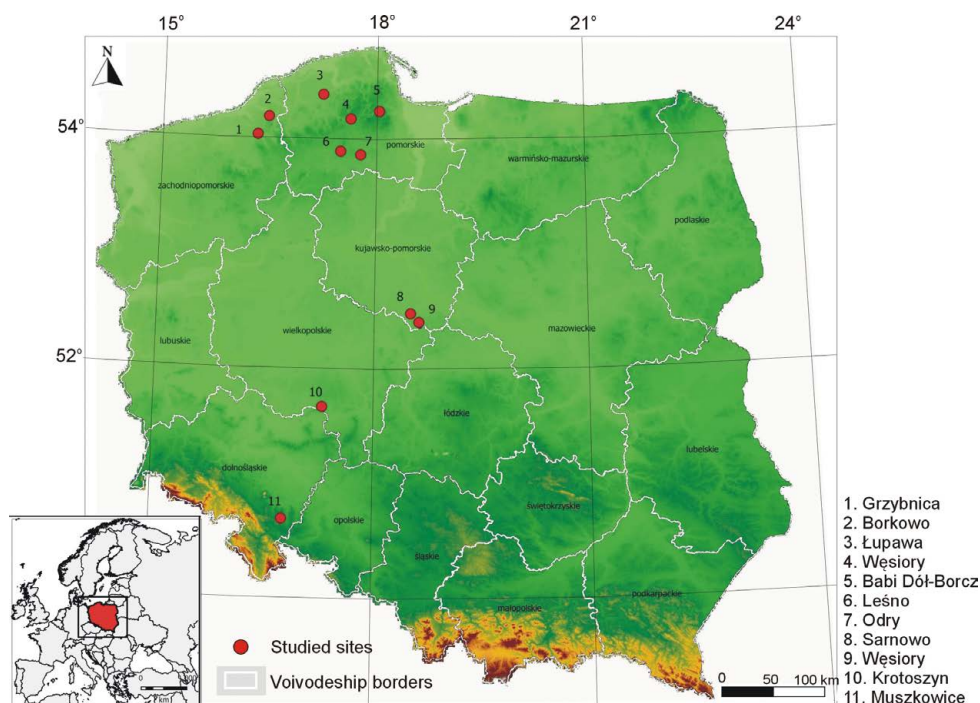 15° 18° 21° 24°
N
3
2
5
4
54°
1
pomorskie
6 7
warmińsko-mazurskie
zachodniopomorskie
podlaskie
kujawsko-pomorskie
8
9
wielkopolskie
mazowieckie
lubuskie
52°
10
łódzkie
lubelskie
dolnośląskie
11
opolskie
świętokrzyskie
śląskie
podkarpackie
małopolskie
Studied sites
Voivodeship borders
0 50 100 km
km
1. Grzybnica
2. Borkowo
3. Łupawa
4. Węsiory
5. Babi Dół-Borcz
6. Leśno
7. Odry
8. Sarnowo
9. Węsiory
10. Krotoszyn
11. Muszkowice